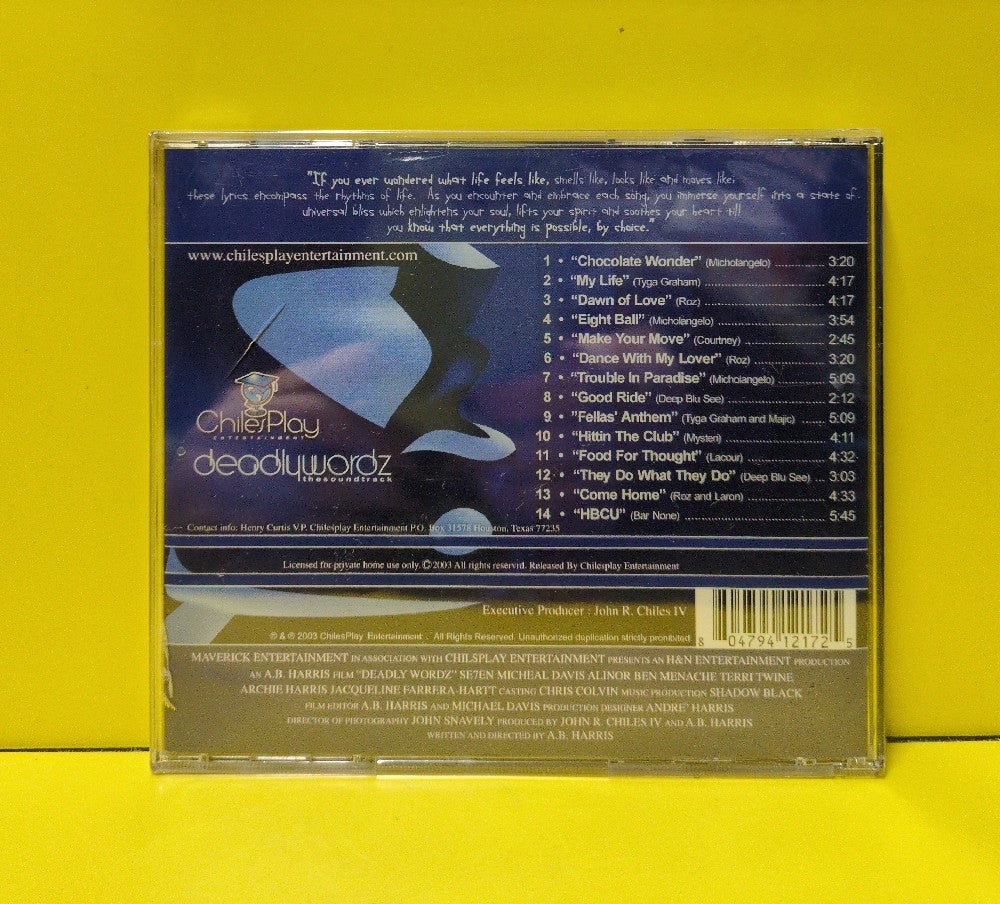 "If you ever wondered what life feels like, smells like, looks like and moves like;
these lyrics encompass the rhythms of life. As you encounter and embrace each song, you immerse yourself into a state of
universal bliss which enlightens your soul, lifts your spirit and soothes your heart till
you know that everything is possible, by choice."
www.chilesplayentertainment.com
1 • "Chocolate Wonder" (Micholangelo) 3:20
2 • "My Life" (Tyga Graham) 4:17
3 • "Dawn of Love" (Roz) 4:17
4 • "Eight Ball" (Micholangelo) 3:54
5 • "Make Your Move" (Courtney) 2:45
6 • "Dance With My Lover" (Roz) 3:20
7 • "Trouble In Paradise" (Micholangelo) 5:09
8 • "Good Ride" (Deep Blu See) 2:12
9 • "Fellas' Anthem" (Tyga Graham and Majic) 5:09
10 • "Hittin The Club" (Mysteri) 4:11
11 • "Food For Thought" (Lacour) 4:32
12 • "They Do What They Do" (Deep Blu See) 3:03
13 • "Come Home" (Roz and Laron) 4:33
14 • "HBCU" (Bar None) 5:45
ChilesPlay
ENTERTAINMENT
deadlywordz
thesoundtrack
Contact info: Henry Curtis V.P. Chilesplay Entertainment P.O. Box 31578 Houston, Texas 77235
Licensed for private home use only. © 2003 All rights reservrd. Released By Chilesplay Entertainment
Executive Producer : John R. Chiles IV
℗ & © 2003 ChilesPlay Entertainment . All Rights Reserved. Unauthorized duplication strictly prohibited
8 04794 12172 5
MAVERICK ENTERTAINMENT IN ASSOCIATION WITH CHILSPLAY ENTERTAINMENT PRESENTS AN H&N ENTERTAINMENT PRODUCTION
AN A.B. HARRIS FILM "DEADLY WORDZ" SE7EN MICHEAL DAVIS ALINOR BEN MENACHE TERRI TWINE
ARCHIE HARRIS JACQUELINE FARRERA-HARTT CASTING CHRIS COLVIN MUSIC PRODUCTION SHADOW BLACK
FILM EDITOR A.B. HARRIS AND MICHAEL DAVIS PRODUCTION DESIGNER ANDRE' HARRIS
DIRECTOR OF PHOTOGRAPHY JOHN SNAVELY PRODUCED BY JOHN R. CHILES IV AND A.B. HARRIS
WRITTEN AND DIRECTED BY A.B. HARRIS